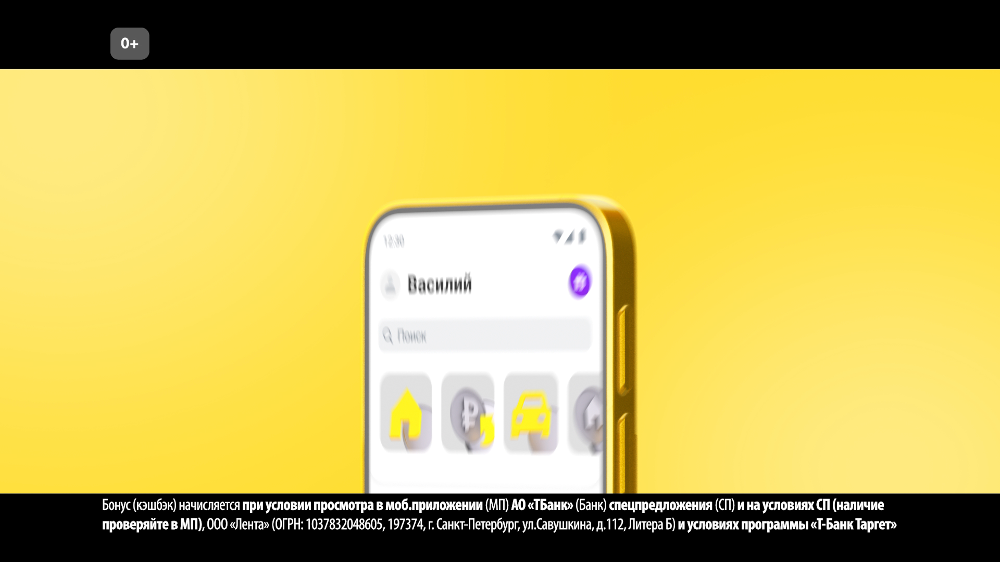 0+
12:30
Василий
Поиск
Бонус (кэшбэк) начисляется при условии просмотра в моб.приложении (МП) АО «ТБанк» (Банк) спецпредложения (СП) и на условиях СП (наличие
проверяйте в МП), ООО «Лента» (ОГРН: 1037832048605, 197374, г. Санкт-Петербург, ул.Савушкина, д.112, Литера Б) и условиях программы «Т-Банк Таргет»